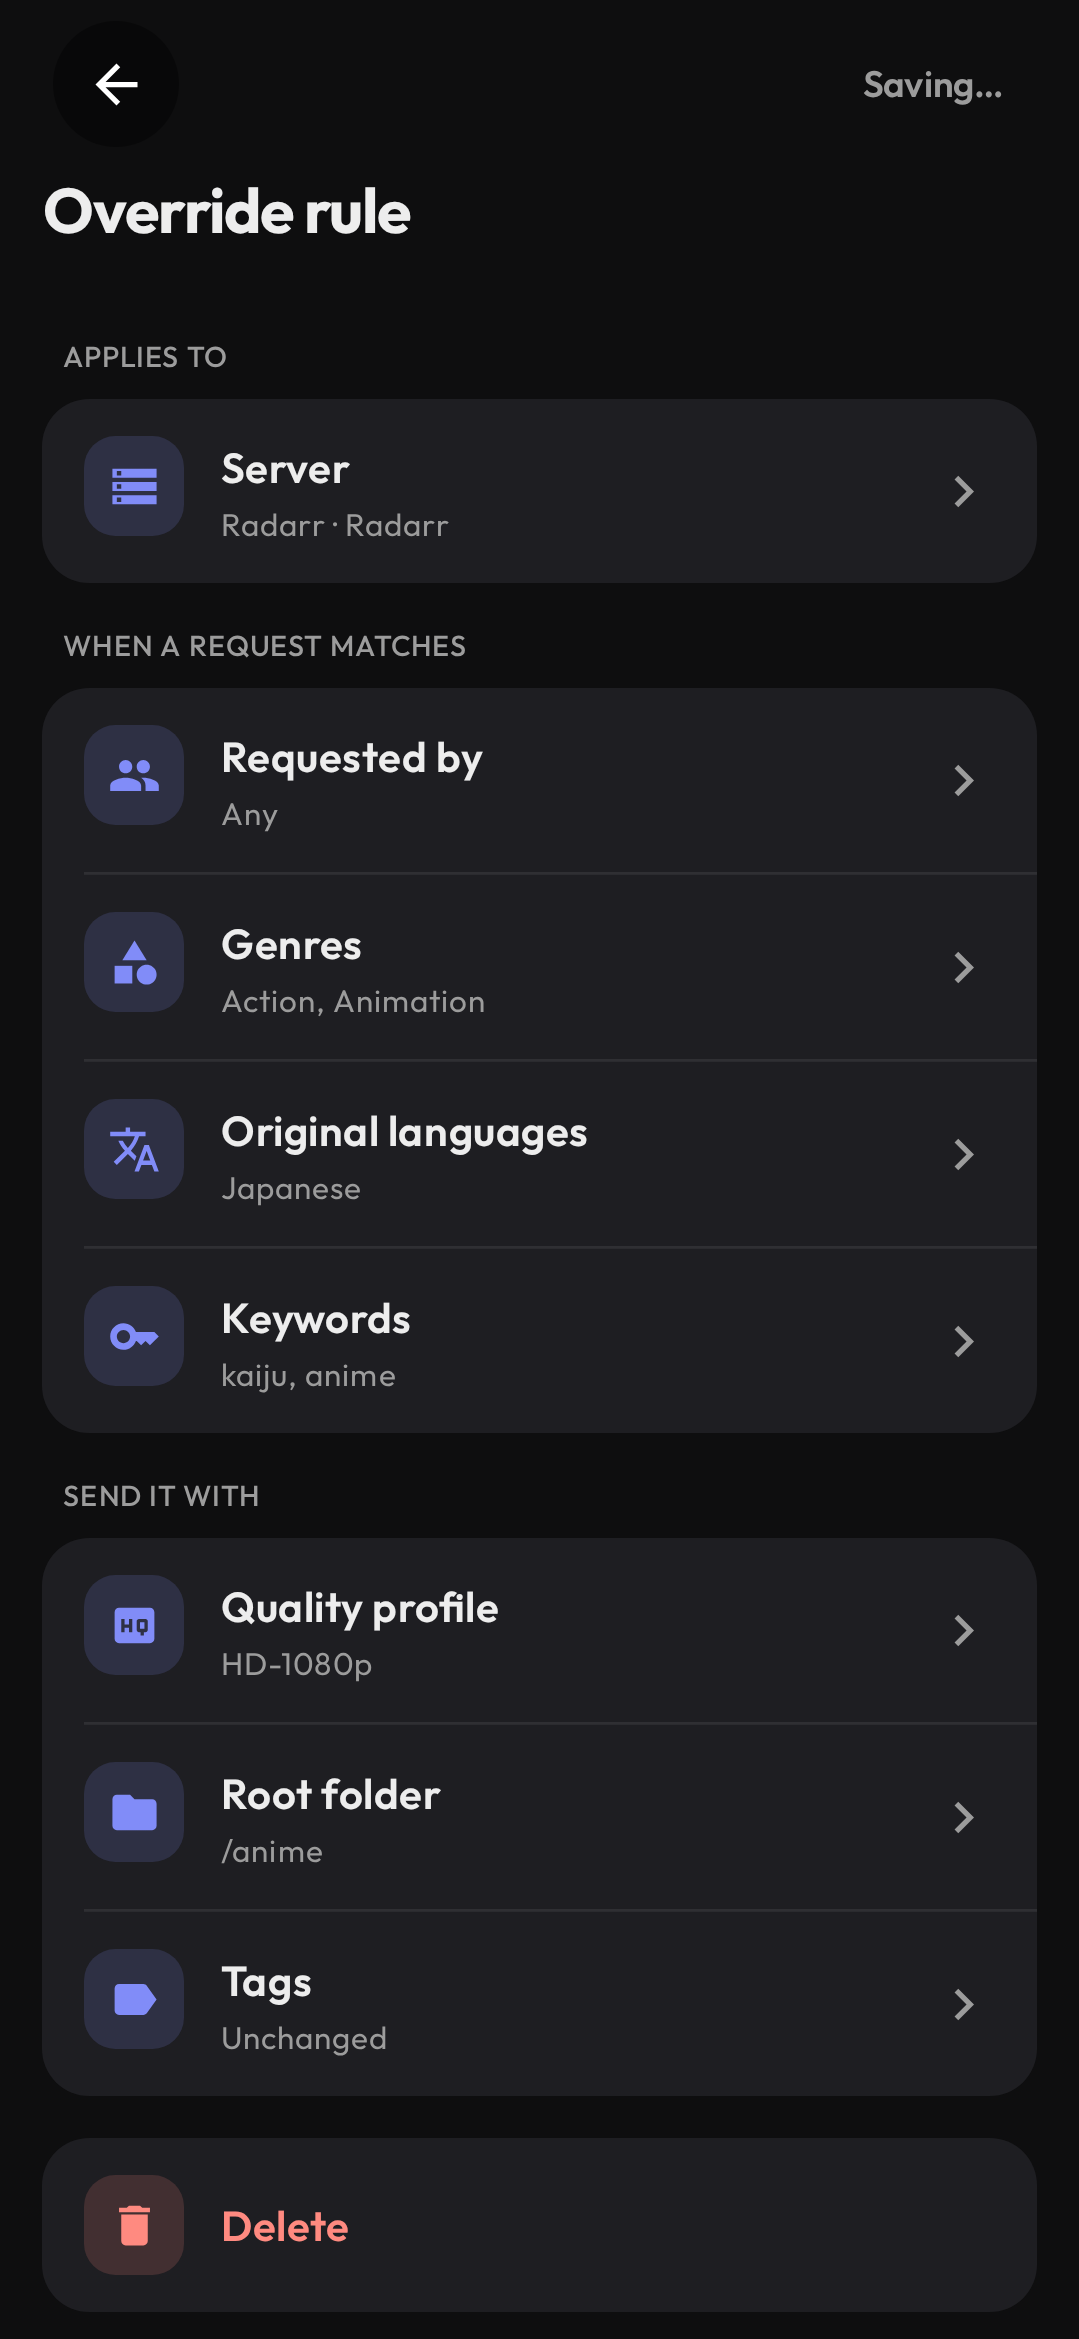 Saving...
Override rule
APPLIES TO
Server
Radarr · Radarr
WHEN A REQUEST MATCHES
Requested by
Any
Genres
Action, Animation
Original languages
Japanese
Keywords
kaiju, anime
SEND IT WITH
HQ
Quality profile
HD-1080p
Root folder
/anime
Tags
Unchanged
Delete